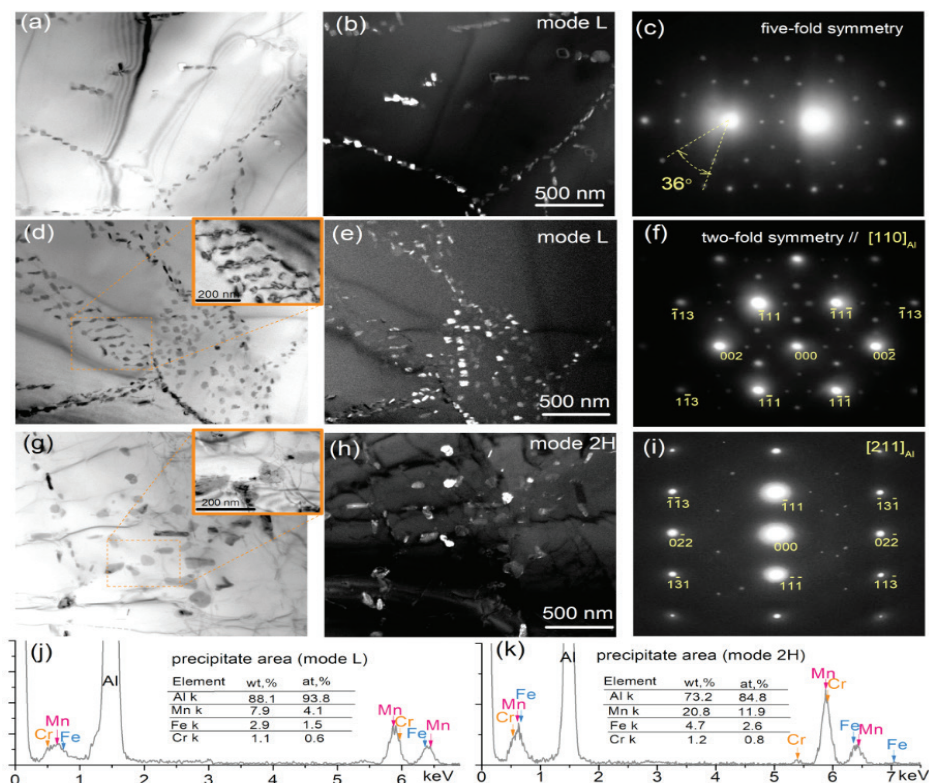 (a)
(b)
mode L
500 nm
(c)
five-fold symmetry
36°
(d)
200 nm
(e)
mode L
500 nm
(f)
two-fold symmetry // [110]Al
1̄13
1̄11
1̄11̄
1̄13
002
000
002̄
11̄3
11̄1
11̄1̄
(g)
200 nm
(h)
mode 2H
500 nm
(i)
[211]Al
1̄1̄3
1̄11
1̄31̄
02̄2
000
022̄
13̄1
11̄1̄
113̄
(j)
precipitate area (mode L)
Al
Element wt,% at,%
Al k 88.1 93.8
Mn k 7.9 4.1
Fe k 2.9 1.5
Cr k 1.1 0.6
Mn
Cr
Fe
Mn
Cr
Fe
Mn
0 1 2 3 4 5 6 keV
(k)
precipitate area (mode 2H)
Al
Element wt,% at,%
Al k 73.2 84.8
Mn k 20.8 11.9
Fe k 4.7 2.6
Cr k 1.2 0.8
Mn
Fe
Cr
Mn
Cr
Cr
Fe
Mn
Fe
0 1 2 3 4 5 6 7 keV